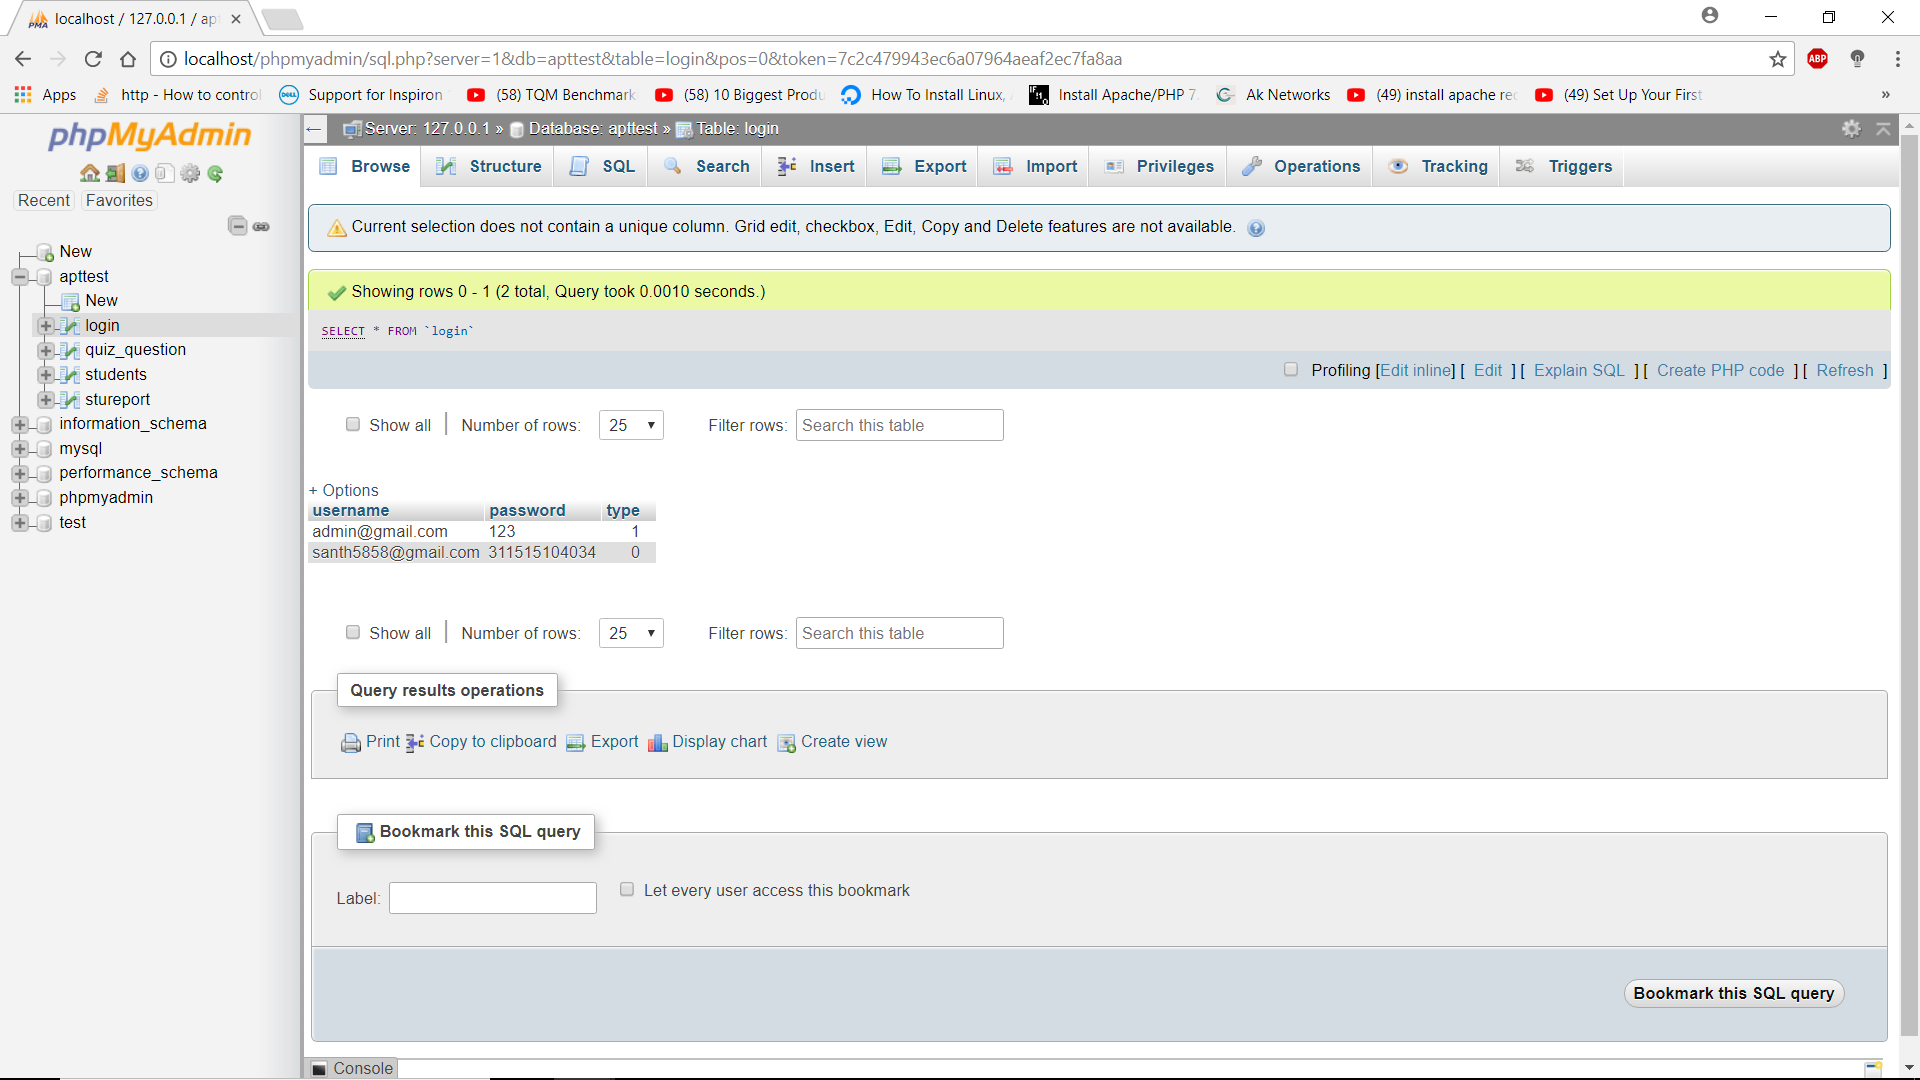 localhost / 127.0.0.1 / apt
localhost/phpmyadmin/sql.php?server=1&db=apttest&table=login&pos=0&token=7c2c479943ec6a07964aeaf2ec7fa8aa
ABP
Apps http - How to control Support for Inspiron (58) TQM Benchmark (58) 10 Biggest Produ How To Install Linux, Install Apache/PHP 7. Ak Networks (49) install apache re (49) Set Up Your First »
phpMyAdmin
Recent Favorites
New
apttest
New
login
quiz_question
students
stureport
information_schema
mysql
performance_schema
phpmyadmin
test
Server: 127.0.0.1 » Database: apttest » Table: login
Browse Structure SQL Search Insert Export Import Privileges Operations Tracking Triggers
Current selection does not contain a unique column. Grid edit, checkbox, Edit, Copy and Delete features are not available.
Showing rows 0 - 1 (2 total, Query took 0.0010 seconds.)
SELECT * FROM `login`
Profiling [Edit inline] [ Edit ] [ Explain SQL ] [ Create PHP code ] [ Refresh ]
Show all Number of rows: 25 Filter rows: Search this table
+ Options
username password type
admin@gmail.com 123 1
santh5858@gmail.com 311515104034 0
Show all Number of rows: 25 Filter rows: Search this table
Query results operations
Print Copy to clipboard Export Display chart Create view
Bookmark this SQL query
Label: Let every user access this bookmark
Bookmark this SQL query
Console